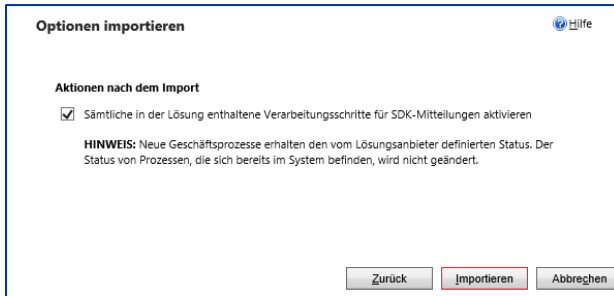 Optionen importieren
Hilfe
Aktionen nach dem Import
Sämtliche in der Lösung enthaltene Verarbeitungsschritte für SDK-Mitteilungen aktivieren
HINWEIS: Neue Geschäftsprozesse erhalten den vom Lösungsanbieter definierten Status. Der
Status von Prozessen, die sich bereits im System befinden, wird nicht geändert.
Zurück Importieren Abbrechen